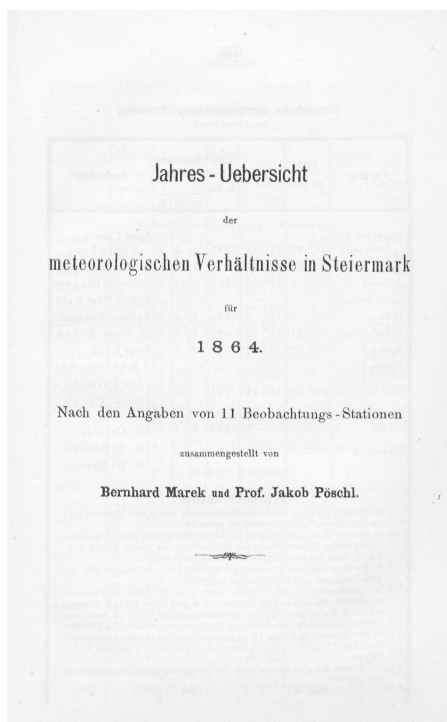 Jahres - Uebersicht
der
meteorologischen Verhältnisse in Steiermark
für
1864.
Nach den Angaben von 11 Beobachtungs - Stationen
zusammengestellt von
Bernhard Marek und Prof. Jakob Pöschl.